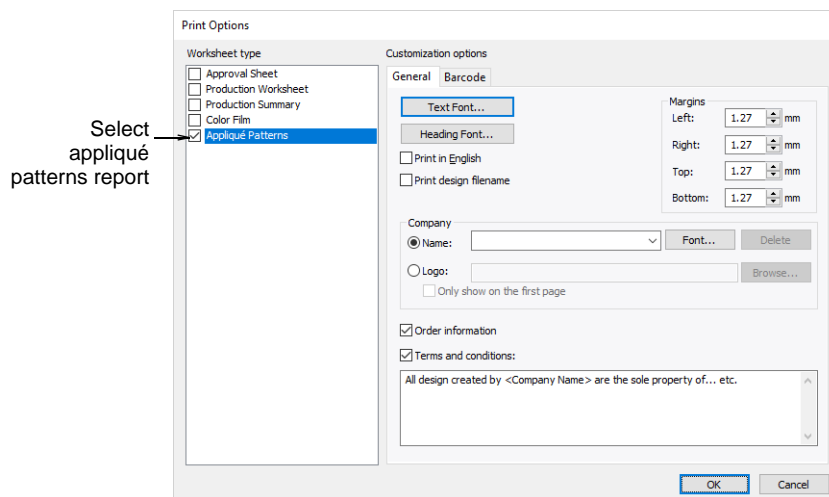 Print Options
Worksheet type
Approval Sheet
Production Worksheet
Production Summary
Color Film
Appliqué Patterns
Select
appliqué
patterns report
Customization options
General Barcode
Text Font...
Heading Font...
Print in English
Print design filename
Margins
Left: 1.27 mm
Right: 1.27 mm
Top: 1.27 mm
Bottom: 1.27 mm
Company
Name: Font... Delete
Logo: Browse...
Only show on the first page
Order information
Terms and conditions:
All design created by <Company Name> are the sole property of... etc.
OK Cancel